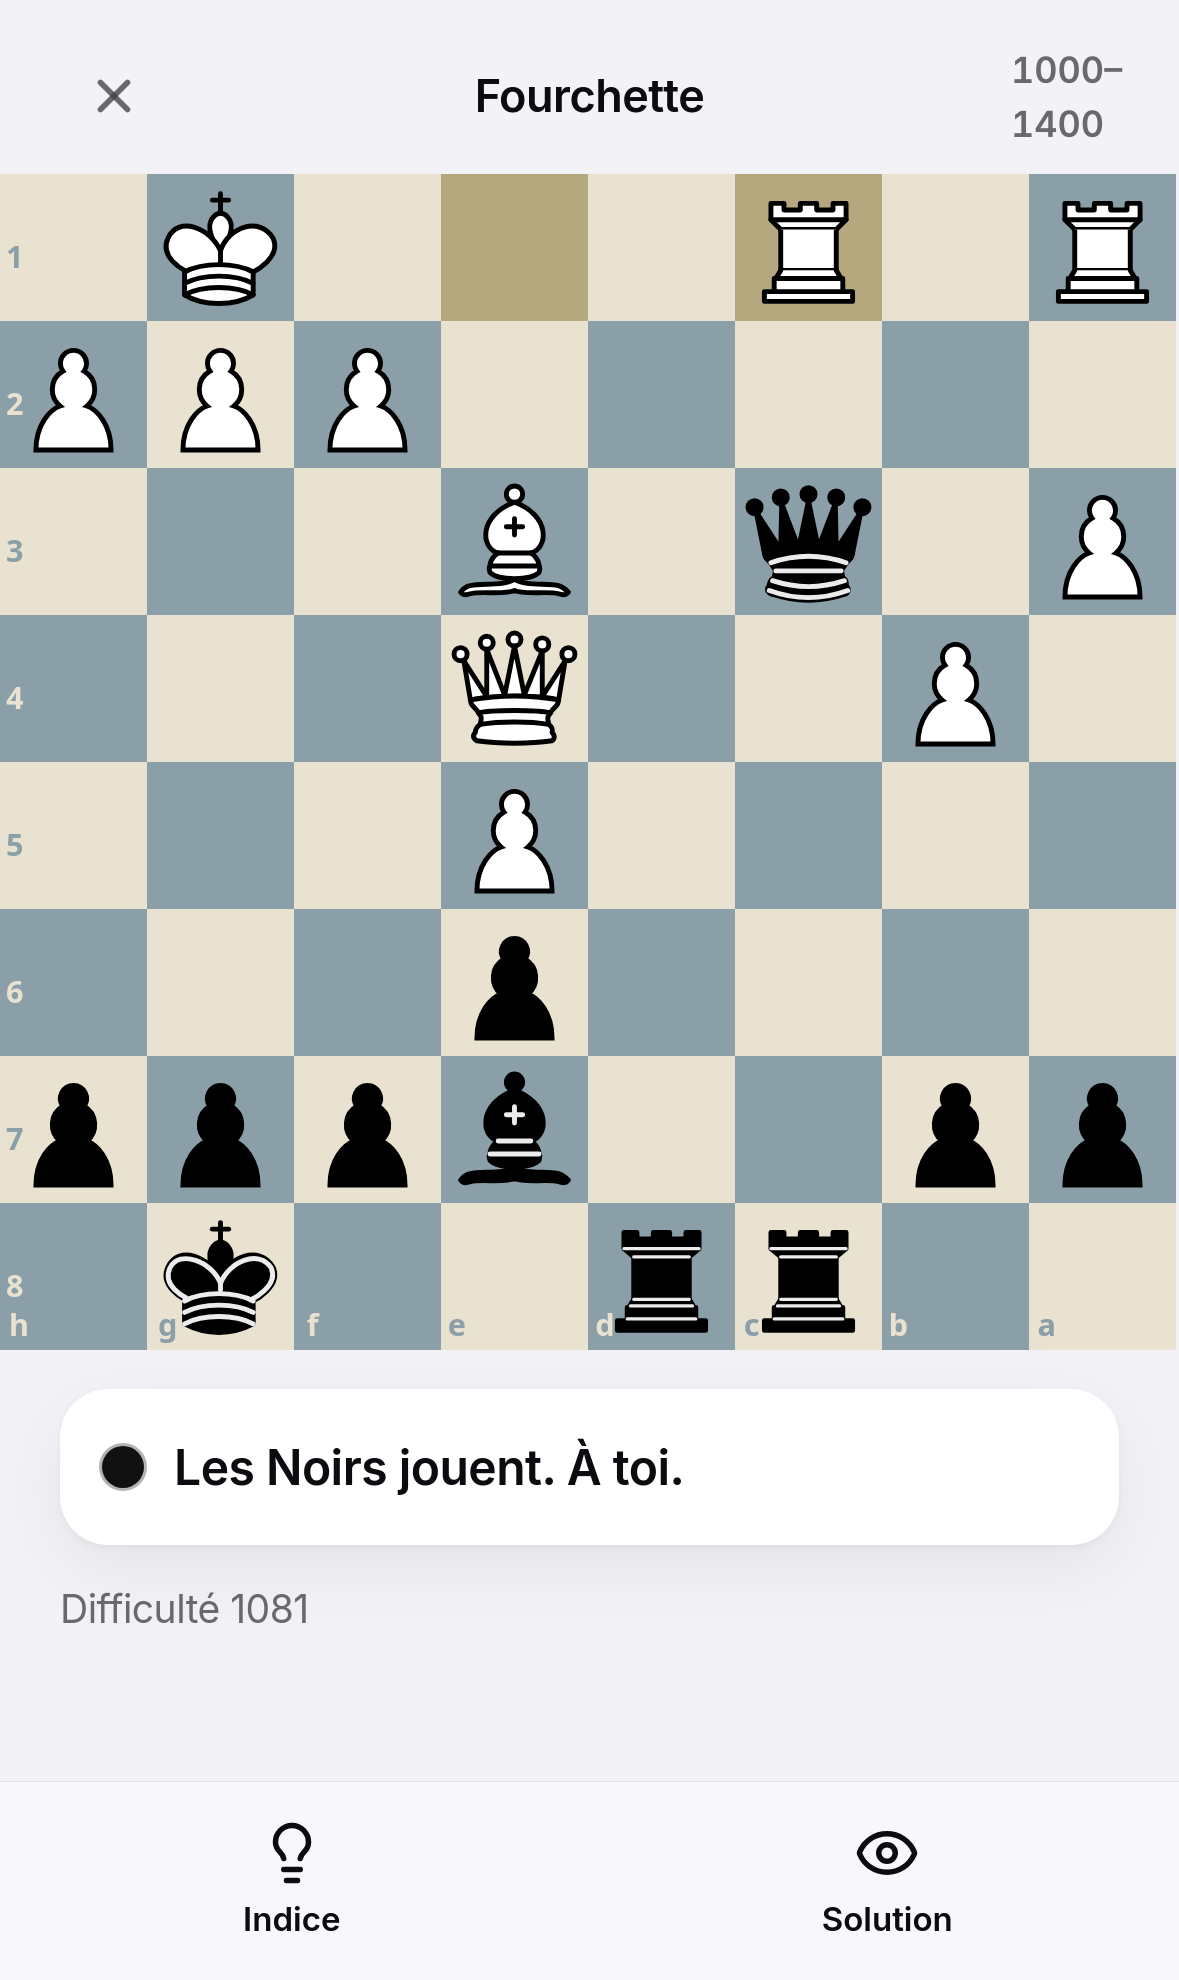 Fourchette
1000–
1400
1
2
3
4
5
6
7
8
h g f e d c b a
Les Noirs jouent. À toi.
Difficulté 1081
Indice
Solution